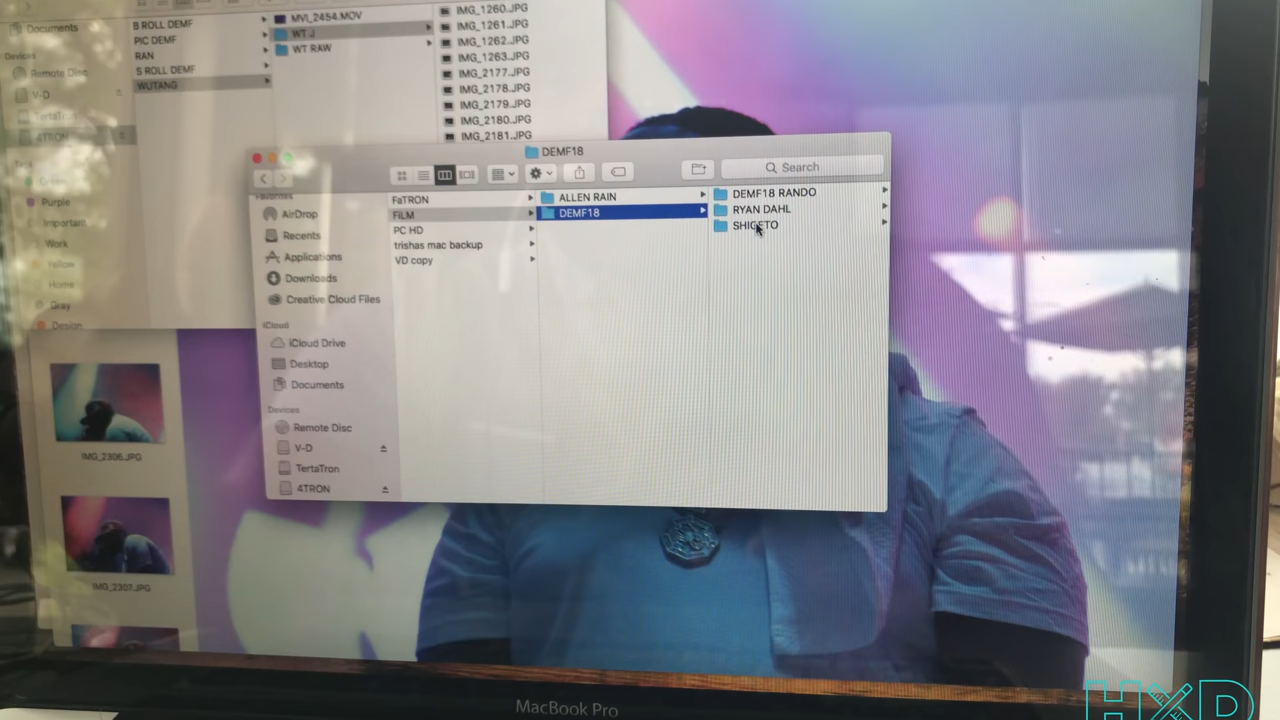 Documents
Devices
Remote Disc
V-D
TertaTron
4TRON
Purple
Important
Work
Yellow
Home
Gray
Design
B ROLL DEMF
PIC DEMF
RAN
S ROLL DEMF
WUTANG
MVI_2454.MOV
WT J
WT RAW
IMG_1260.JPG
IMG_1261.JPG
IMG_1262.JPG
IMG_1263.JPG
IMG_2177.JPG
IMG_2178.JPG
IMG_2179.JPG
IMG_2180.JPG
IMG_2181.JPG
DEMF18
Search
Favorites
AirDrop
Recents
Applications
Downloads
Creative Cloud Files
iCloud
iCloud Drive
Desktop
Documents
Devices
Remote Disc
V-D
TertaTron
4TRON
FaTRON
FiLM
PC HD
trishas mac backup
VD copy
ALLEN RAIN
DEMF18
DEMF18 RANDO
RYAN DAHL
SHIGETO
IMG_2306.JPG
IMG_2307.JPG
MacBook Pro